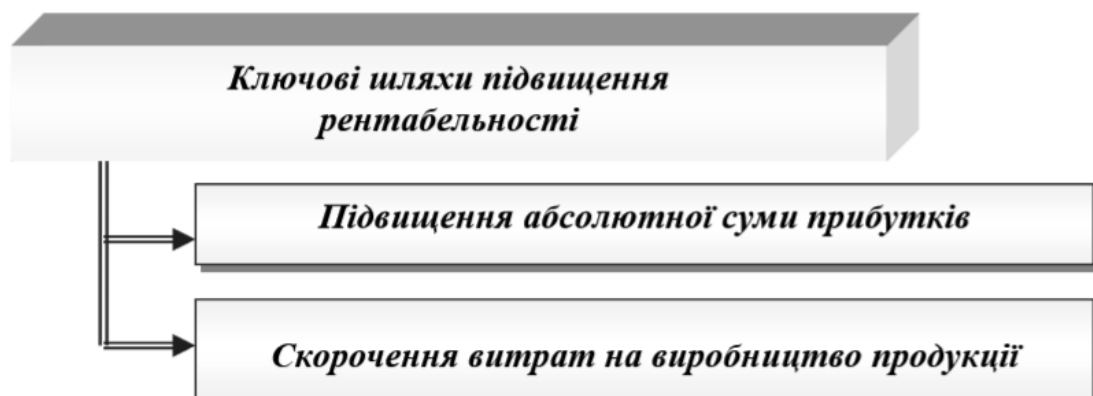 Ключові шляхи підвищення
рентабельності
Підвищення абсолютної суми прибутків
Скорочення витрат на виробництво продукції